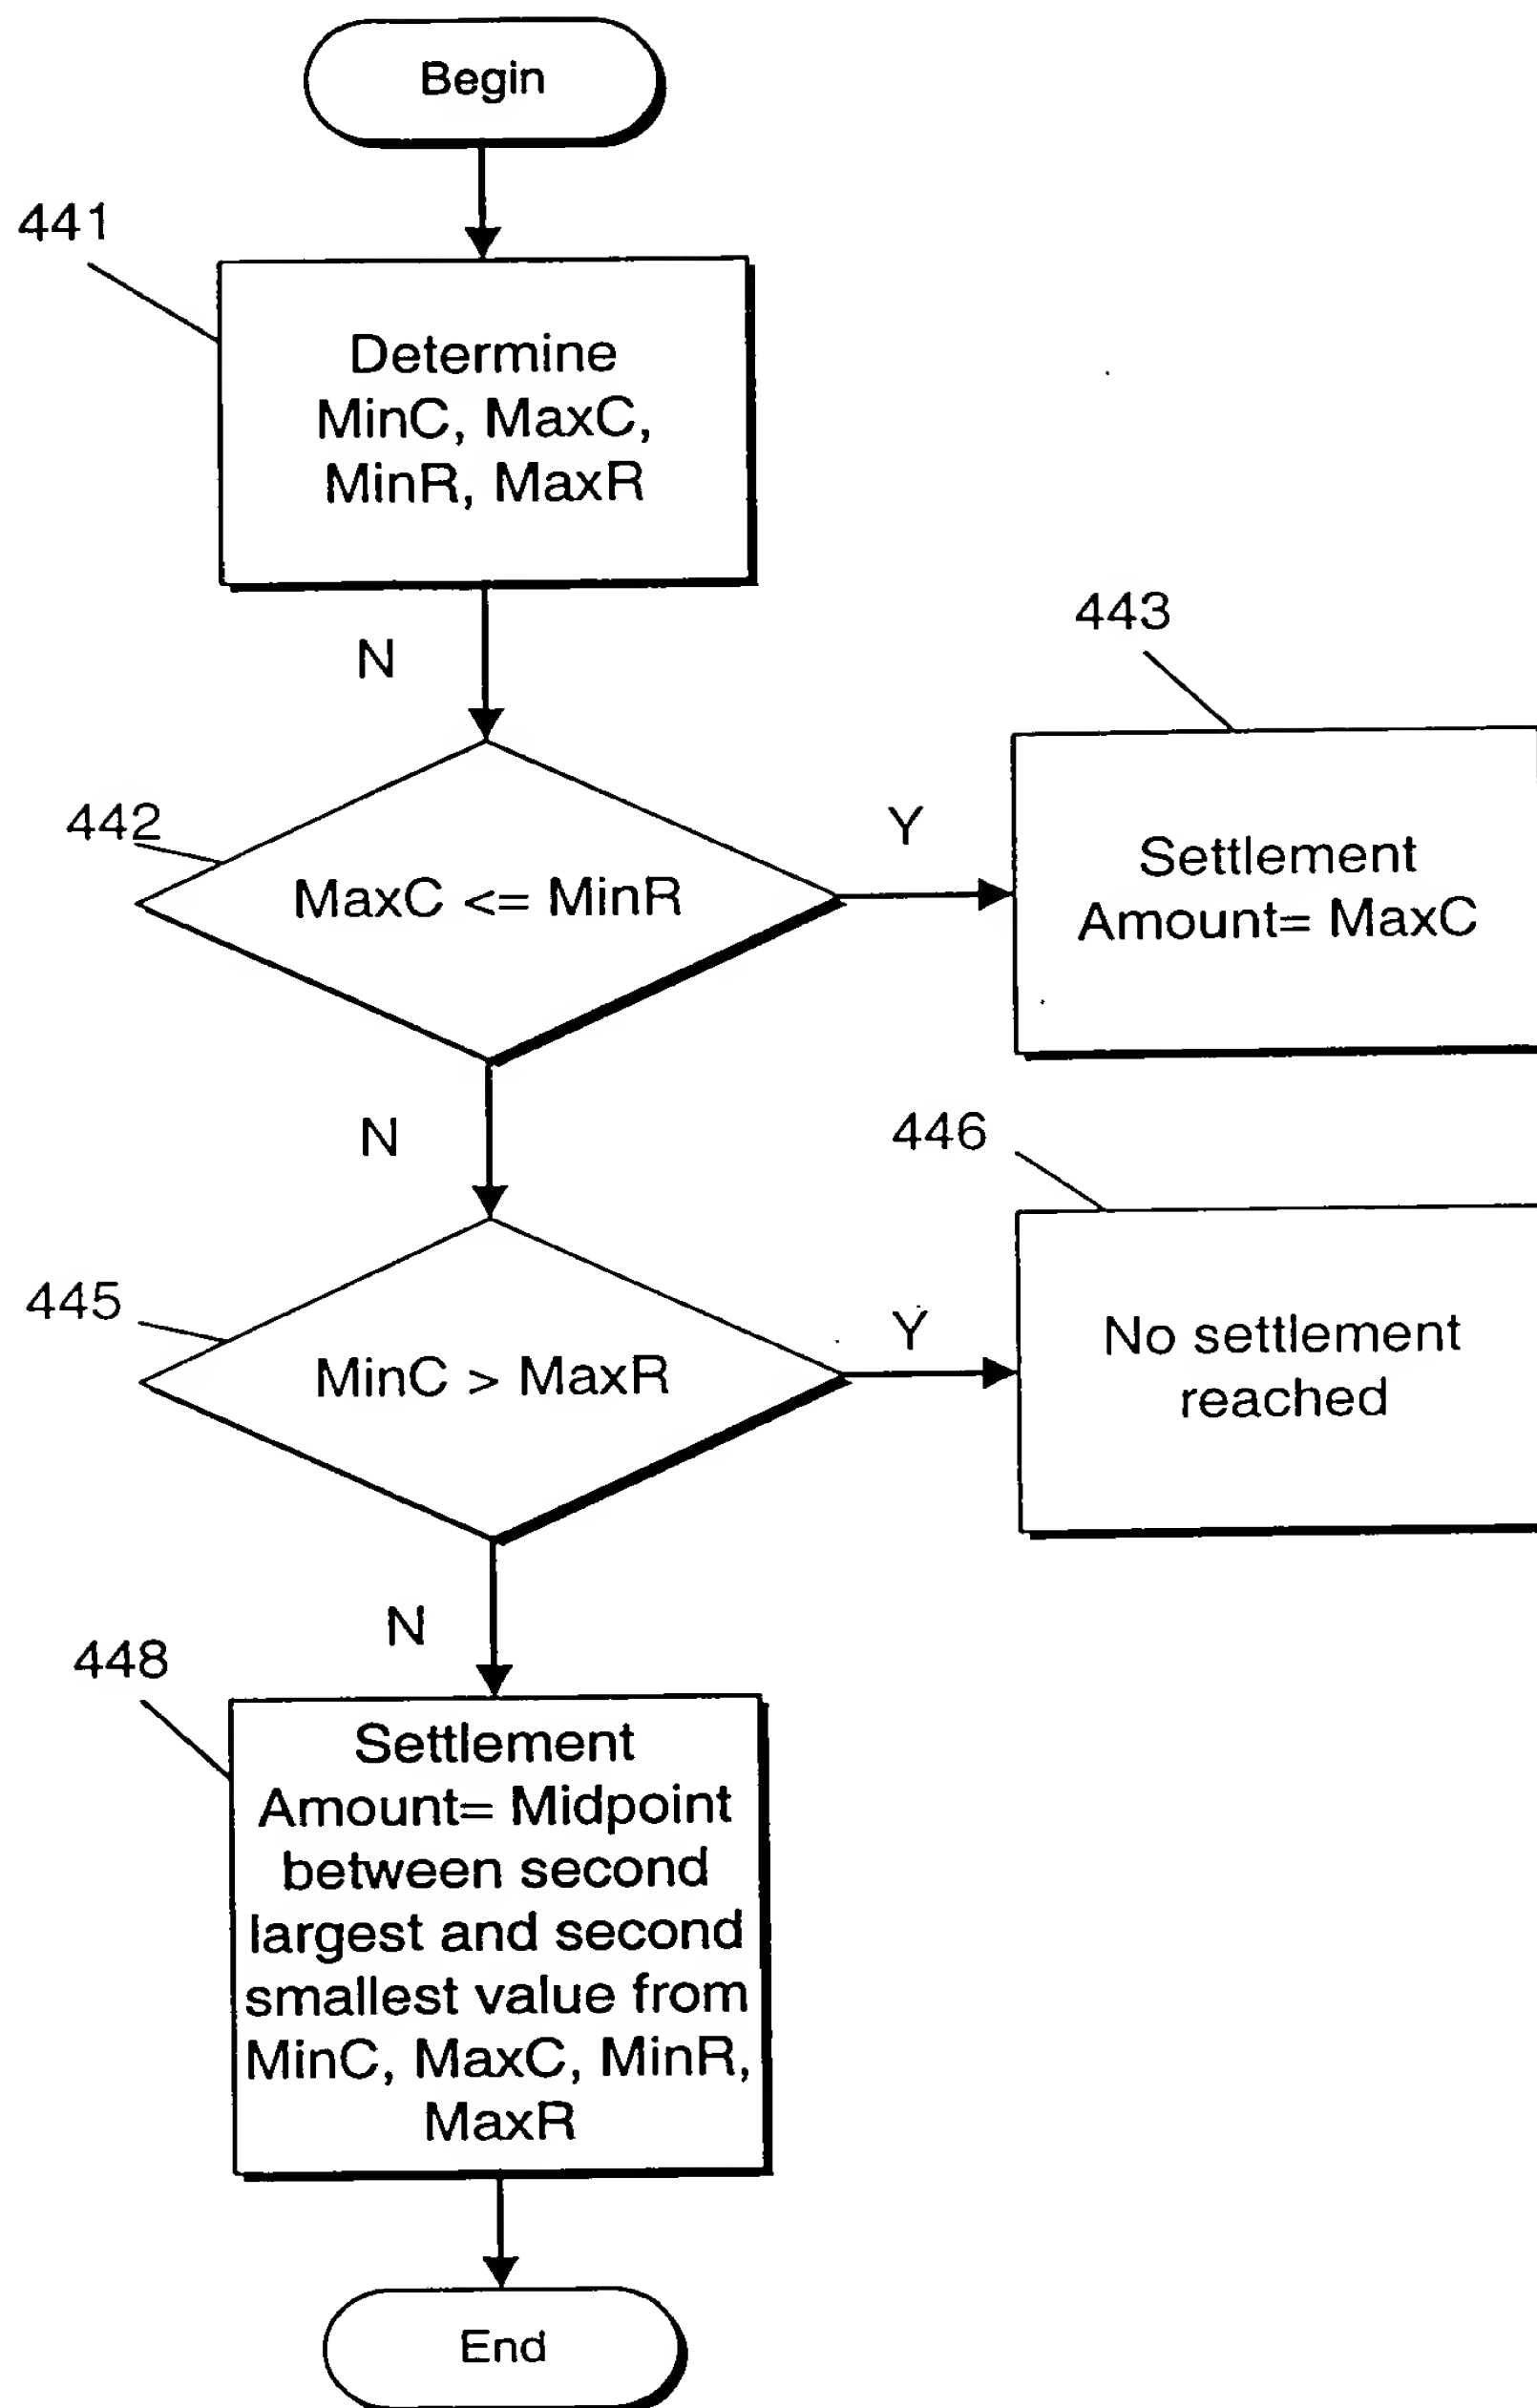 Begin
441
Determine
MinC, MaxC,
MinR, MaxR
N
443
442
MaxC <= MinR
Y
Settlement
Amount= MaxC
N
446
445
MinC > MaxR
Y
No settlement
reached
N
448
Settlement
Amount= Midpoint
between second
largest and second
smallest value from
MinC, MaxC, MinR,
MaxR
End